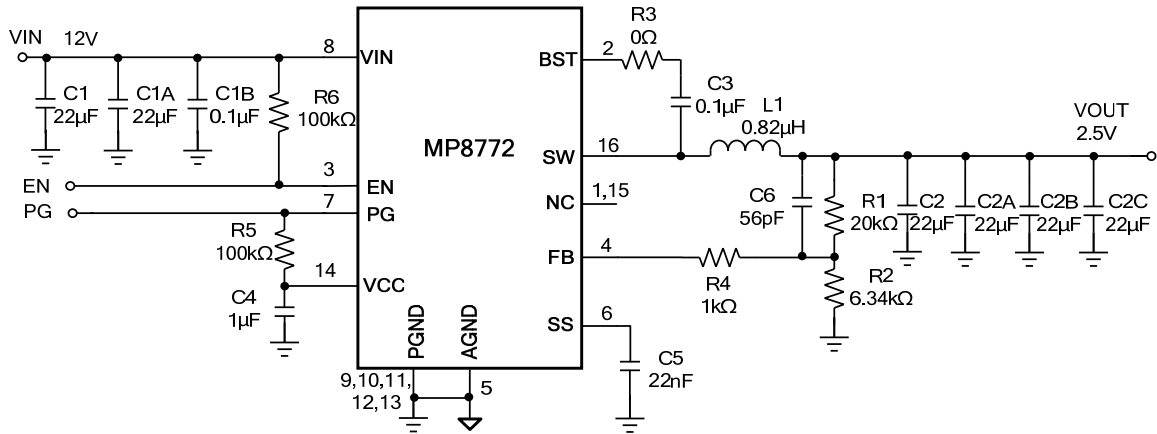 VIN 12V
C1
22μF
C1A
22μF
C1B
0.1μF
R6
100kΩ
8
VIN
EN
3
EN
PG
7
PG
R5
100kΩ
14
VCC
C4
1μF
MP8772
PGND
AGND
9,10,11,
12,13
5
BST
2
R3
0Ω
C3
0.1μF
L1
0.82μH
SW
16
NC
1,15
FB
4
R4
1kΩ
SS
6
C5
22nF
C6
56pF
R1
20kΩ
R2
6.34kΩ
C2
22μF
C2A
22μF
C2B
22μF
C2C
22μF
VOUT
2.5V